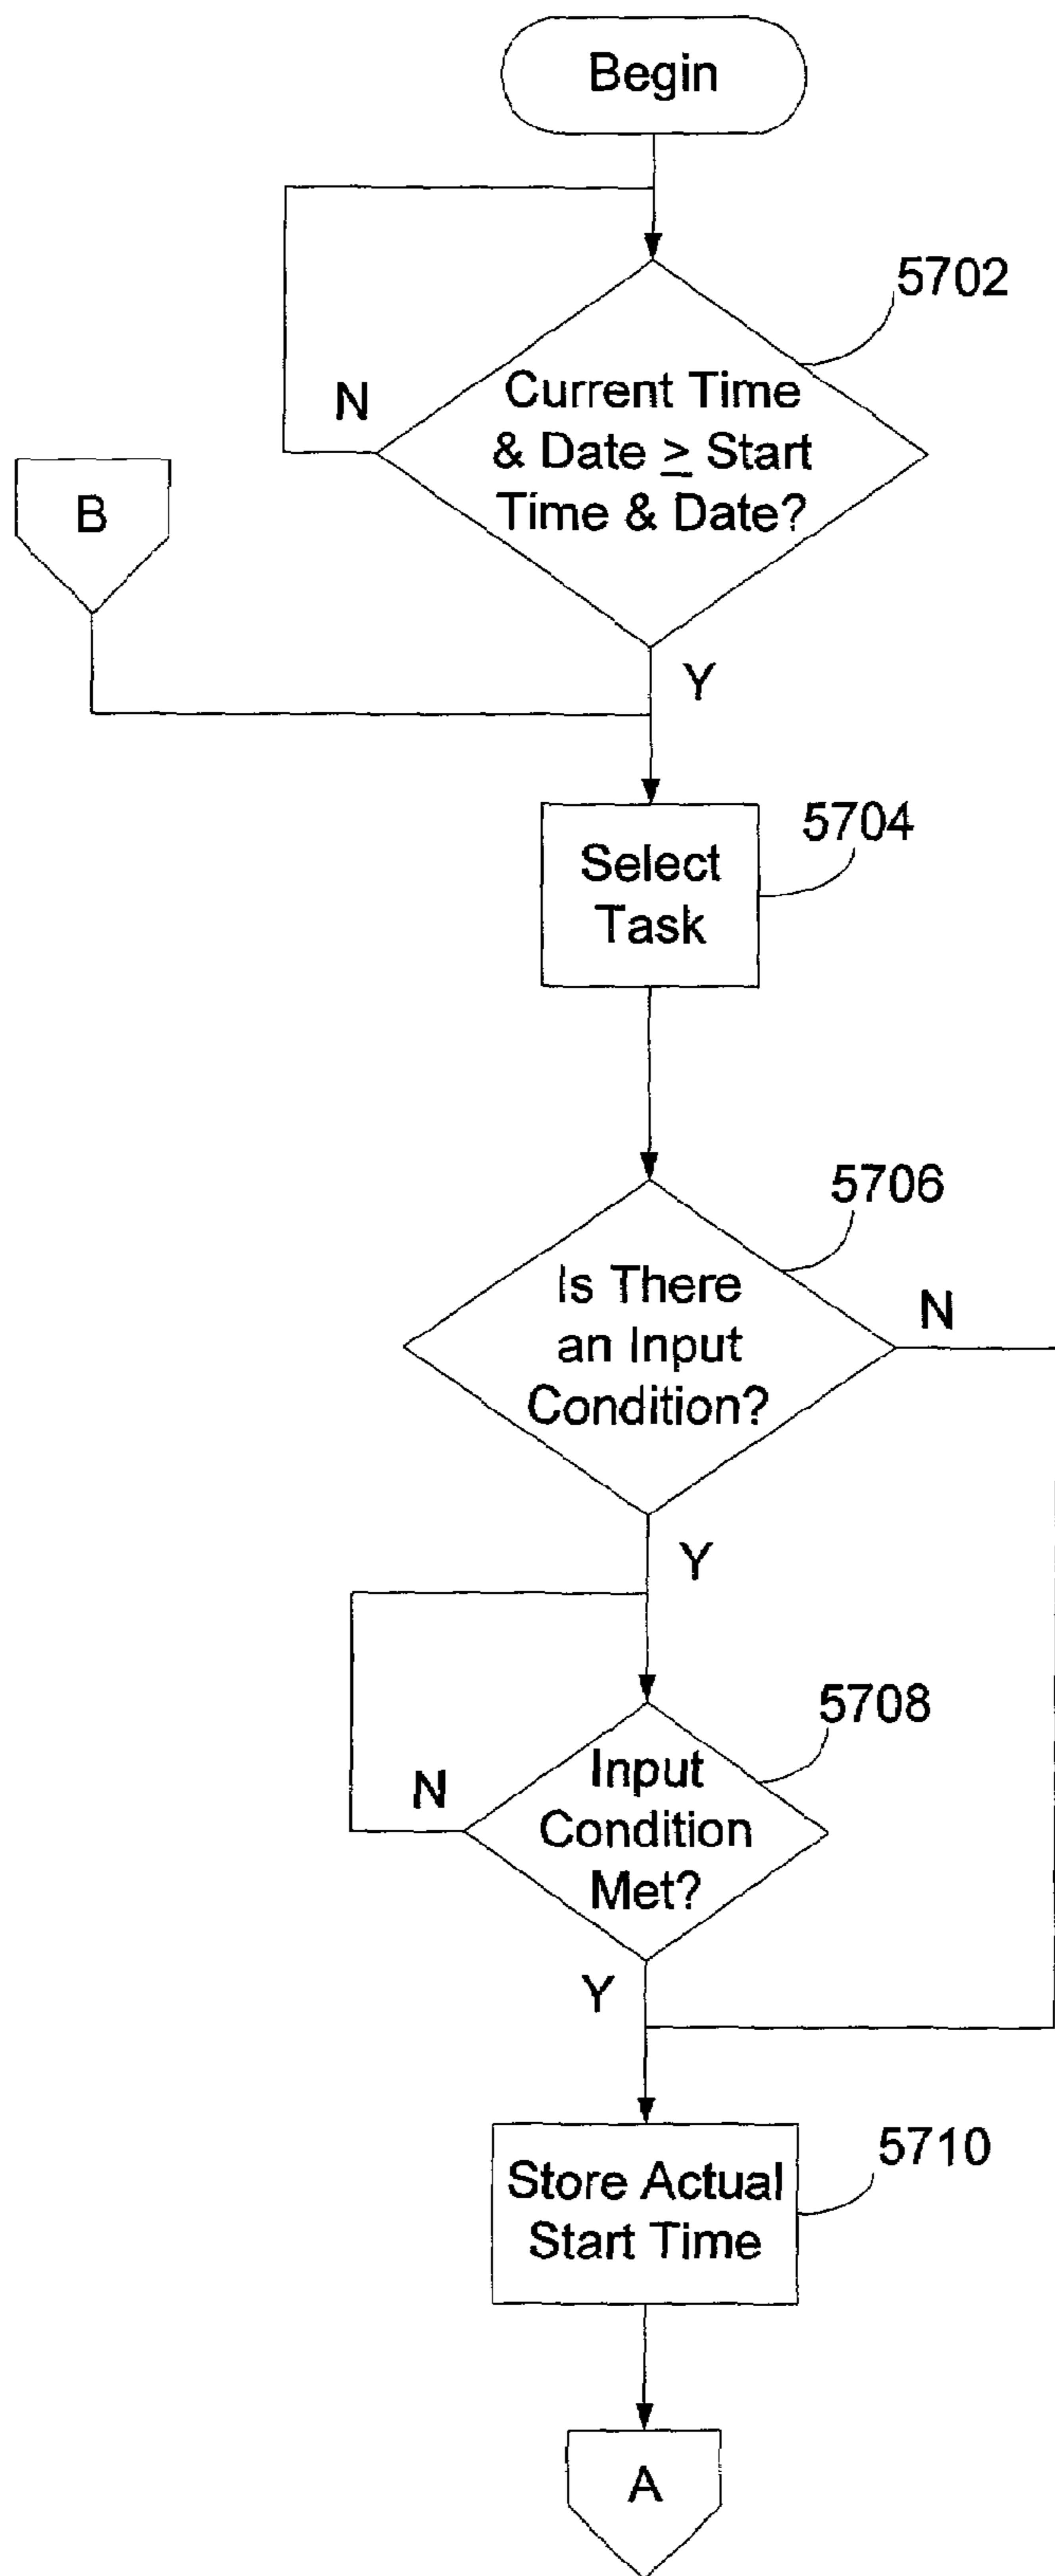 Begin
5702
N
Current Time
& Date ≥ Start
Time & Date?
B
Y
5704
Select
Task
5706
Is There
an Input
Condition?
N
Y
5708
Input
Condition
Met?
N
Y
5710
Store Actual
Start Time
A